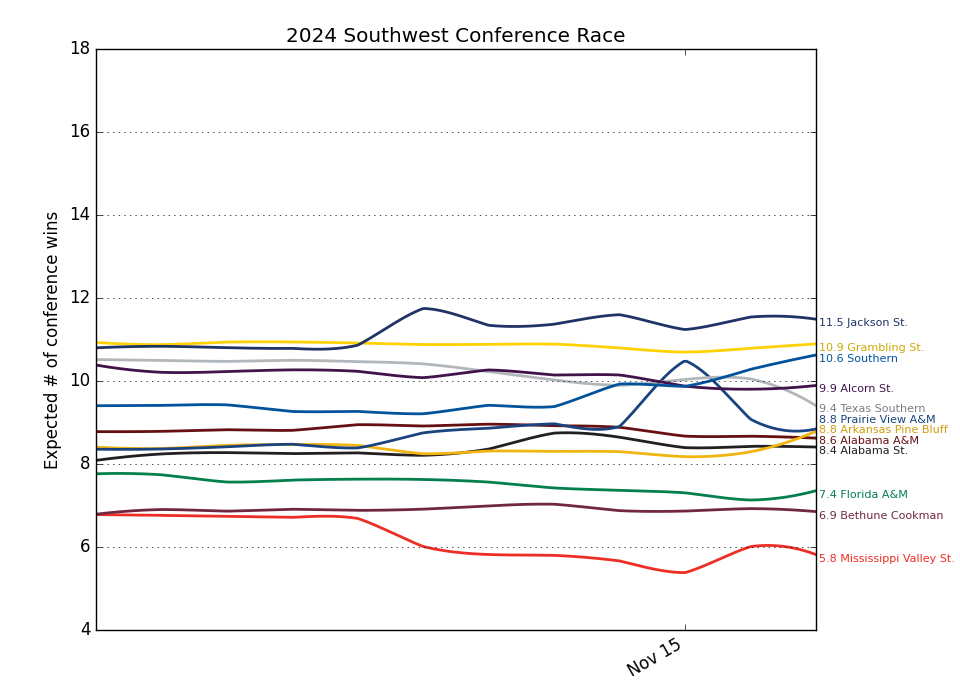 2024 Southwest Conference Race
Expected # of conference wins
18
16
14
12
10
8
6
4
Nov 15
11.5 Jackson St.
10.9 Grambling St.
10.6 Southern
9.9 Alcorn St.
9.4 Texas Southern
8.8 Prairie View A&M
8.8 Arkansas Pine Bluff
8.6 Alabama A&M
8.4 Alabama St.
7.4 Florida A&M
6.9 Bethune Cookman
5.8 Mississippi Valley St.